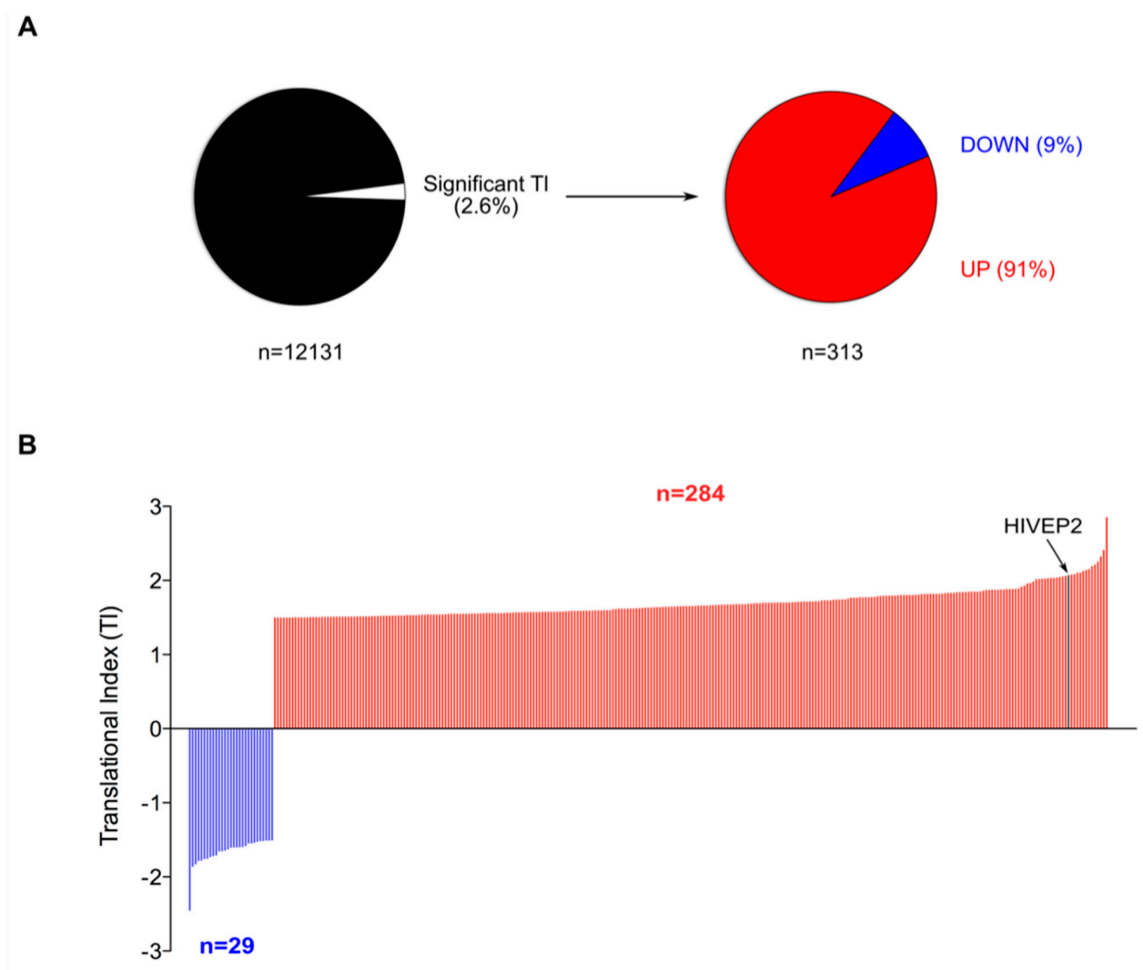 A
Significant TI
(2.6%)
DOWN (9%)
UP (91%)
n=12131
n=313
B
n=284
HIVEP2
Translational Index (TI)
3
2
1
0
-1
-2
-3
n=29